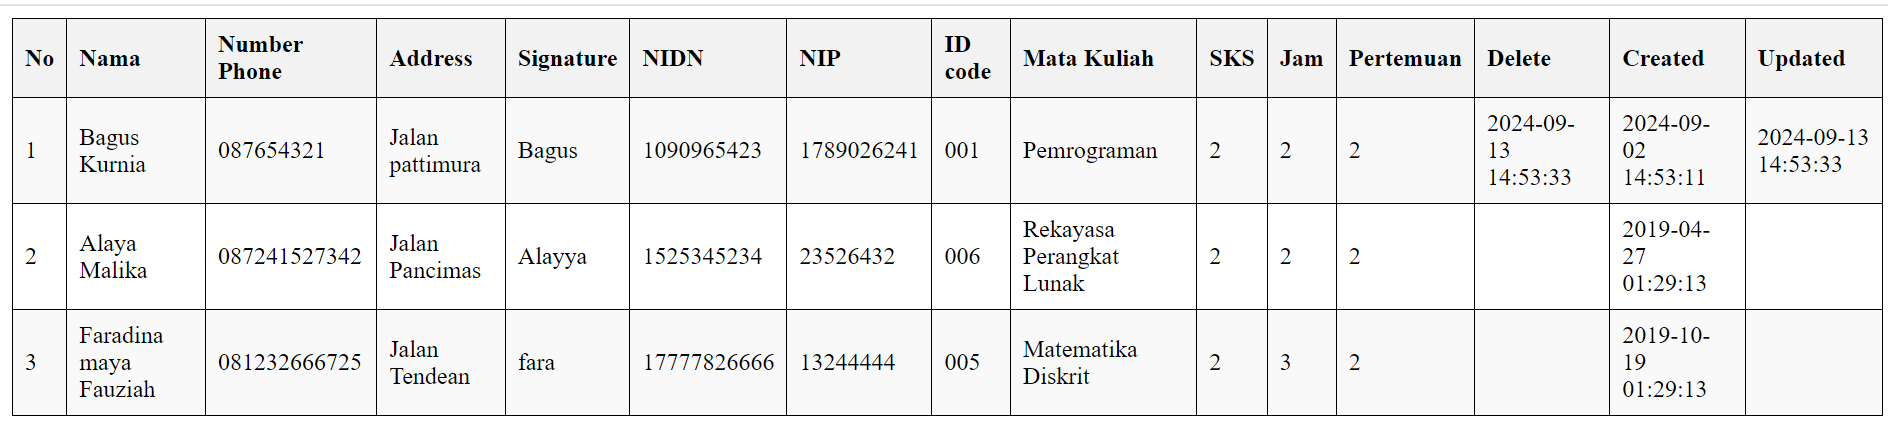 No Nama Number Phone Address Signature NIDN NIP ID code Mata Kuliah SKS Jam Pertemuan Delete Created Updated
1 Bagus Kurnia 087654321 Jalan pattimura Bagus 1090965423 1789026241 001 Pemrograman 2 2 2 2024-09-13 14:53:33 2024-09-02 14:53:11 2024-09-13 14:53:33
2 Alaya Malika 087241527342 Jalan Pancimas Alayya 1525345234 23526432 006 Rekayasa Perangkat Lunak 2 2 2 2019-04-27 01:29:13
3 Faradina maya Fauziah 081232666725 Jalan Tendean fara 17777826666 13244444 005 Matematika Diskrit 2 3 2 2019-10-19 01:29:13